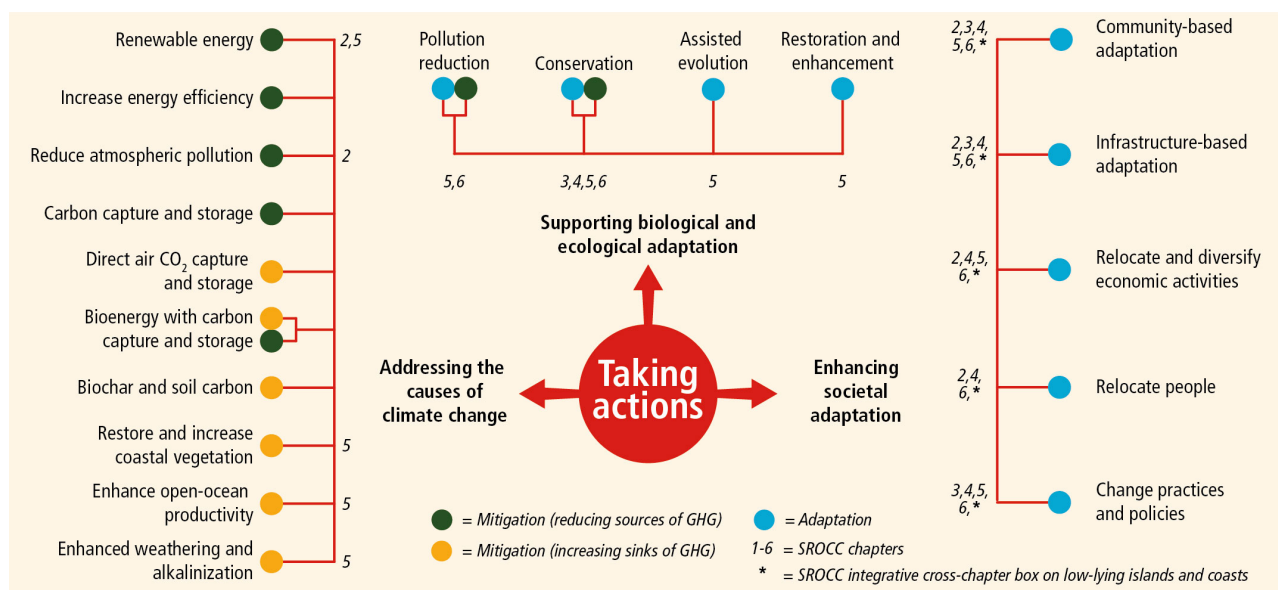 Renewable energy
2,5
Increase energy efficiency
Reduce atmospheric pollution
2
Carbon capture and storage
Direct air CO₂ capture
and storage
Bioenergy with carbon
capture and storage
Biochar and soil carbon
Restore and increase
coastal vegetation
5
Enhance open-ocean
productivity
5
Enhanced weathering and
alkalinization
5
Pollution
reduction
Conservation
Assisted
evolution
Restoration and
enhancement
5,6
3,4,5,6
5
5
Supporting biological and
ecological adaptation
Addressing the
causes of
climate change
Taking
actions
Enhancing
societal
adaptation
2,3,4,
5,6,*
Community-based
adaptation
2,3,4,
5,6,*
Infrastructure-based
adaptation
2,4,5,
6,*
Relocate and diversify
economic activities
2,4,
6,*
Relocate people
3,4,5,
6,*
Change practices
and policies
= Mitigation (reducing sources of GHG)
= Mitigation (increasing sinks of GHG)
= Adaptation
1-6 = SROCC chapters
* = SROCC integrative cross-chapter box on low-lying islands and coasts